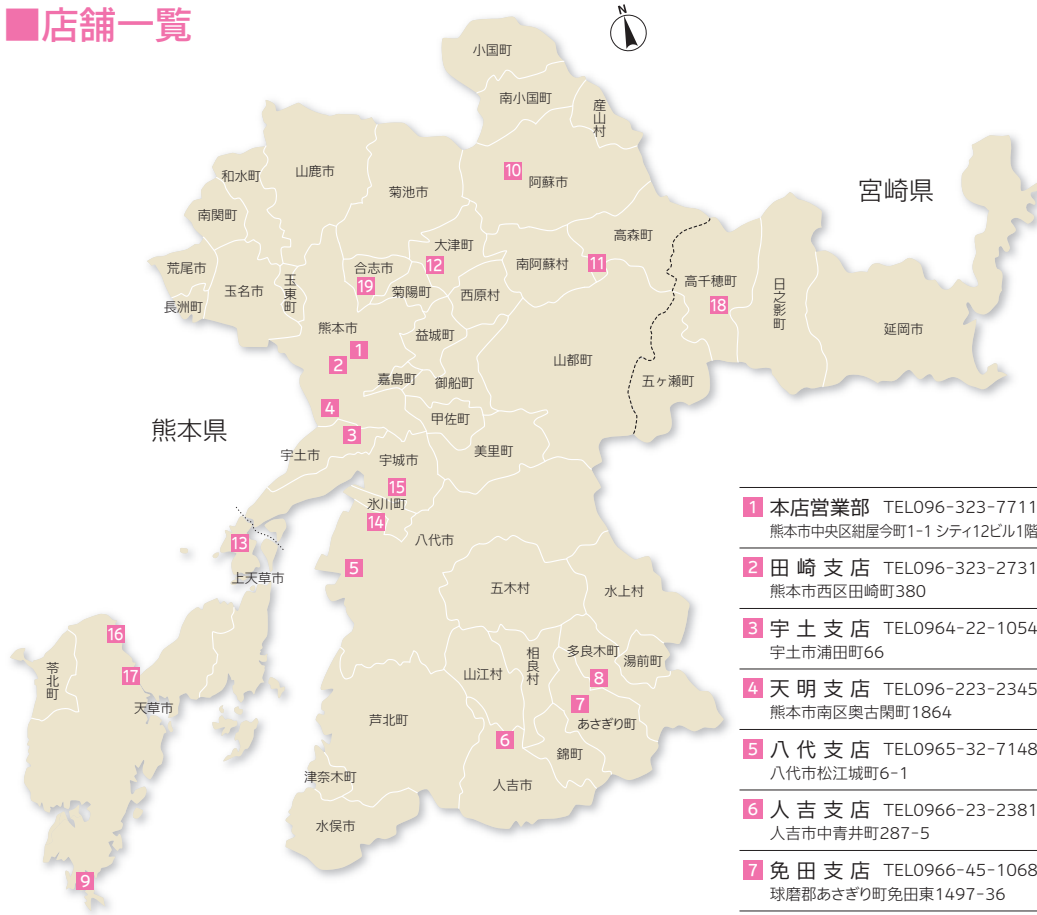 ■店舗一覧
N
小国町
南小国町
産山村
和水町
山鹿市
菊池市
10
阿蘇市
宮崎県
南関町
大津町
高森町
荒尾市
玉名市
玉東町
合志市
12
南阿蘇村
11
高千穂町
日之影町
長洲町
19
菊陽町
西原村
18
延岡市
熊本市
益城町
1
2
山都町
嘉島町
御船町
五ヶ瀬町
4
甲佐町
熊本県
3
宇土市
宇城市
美里町
15
氷川町
14
八代市
13
5
上天草市
五木村
水上村
16
苓北町
17
天草市
山江村
相良村
多良木町
湯前町
8
7
あさぎり町
芦北町
6
錦町
津奈木町
人吉市
水俣市
9
1 本店営業部 TEL096-323-7711
熊本市中央区紺屋今町1-1 シティ12ビル1階
2 田崎支店 TEL096-323-2731
熊本市西区田崎町380
3 宇土支店 TEL0964-22-1054
宇土市浦田町66
4 天明支店 TEL096-223-2345
熊本市南区奥古閑町1864
5 八代支店 TEL0965-32-7148
八代市松江城町6-1
6 人吉支店 TEL0966-23-2381
人吉市中青井町287-5
7 免田支店 TEL0966-45-1068
球磨郡あさぎり町免田東1497-36